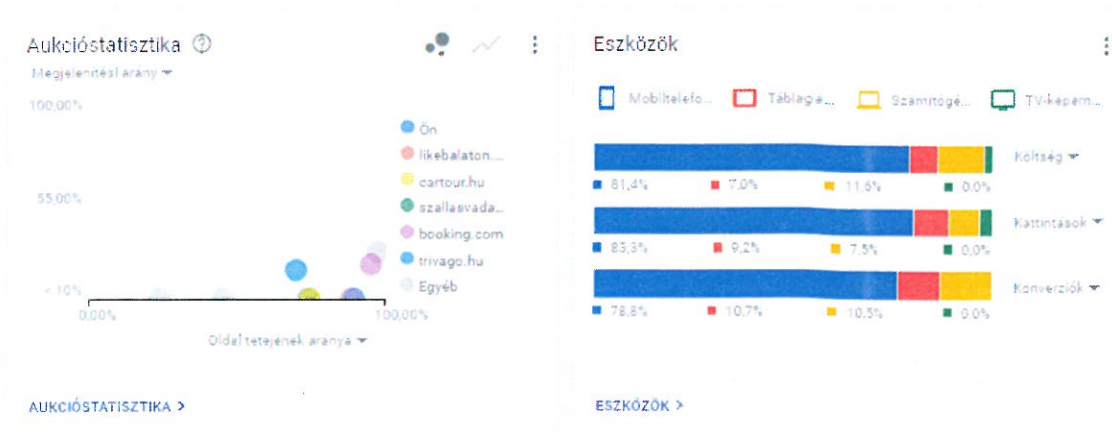 Aukcióstatisztika
Megjelenítési arány
100,00%
55,00%
< 10%
0,00%
100,00%
Oldal tetejének aránya
Ön
likebalaton....
cartour.hu
szallasvada...
booking.com
trivago.hu
Egyéb
AUKCIÓSTATISZTIKA >
Eszközök
Mobiltelefo...
Táblagé...
Számítógé...
TV-képern...
Költség
81,4%
7,0%
11,6%
0,0%
Kattintások
83,3%
9,2%
7,5%
0,0%
Konverziók
78,8%
10,7%
10,5%
0,0%
ESZKÖZÖK >